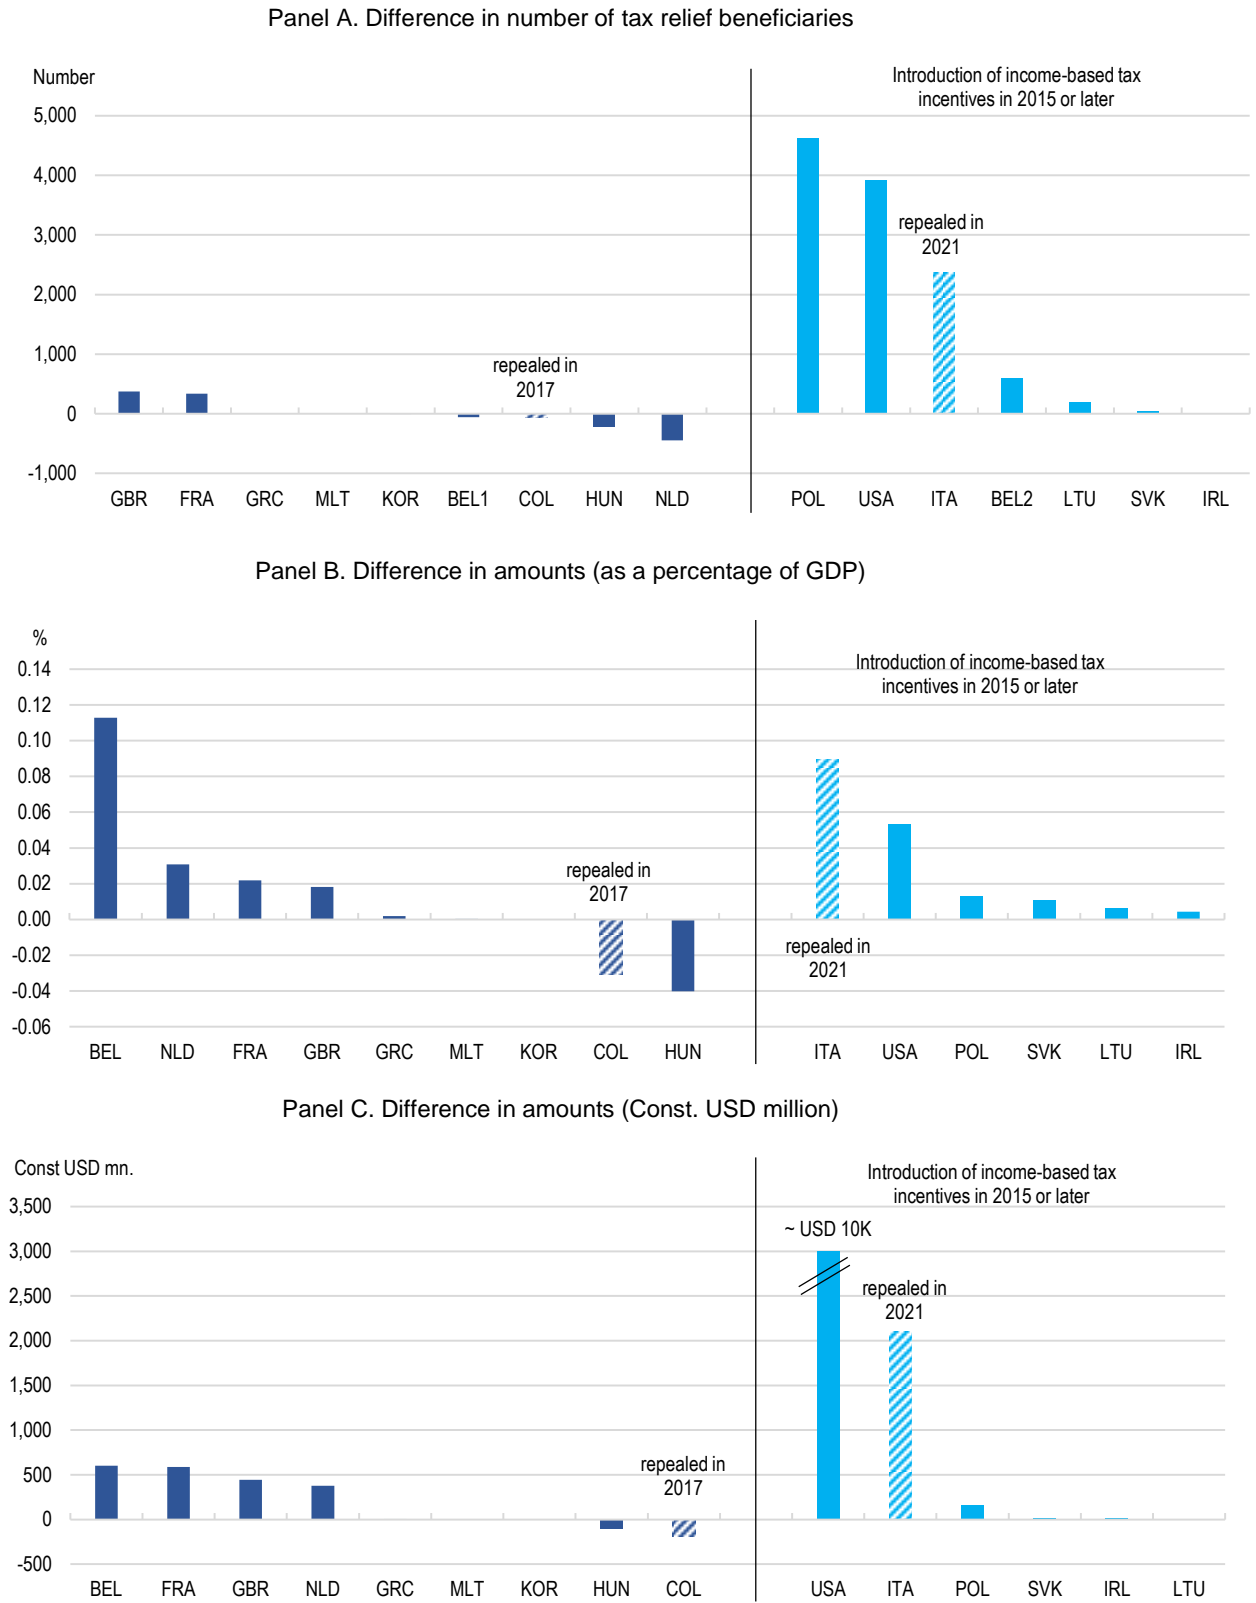 Panel A. Difference in number of tax relief beneficiaries
Number
Introduction of income-based tax
incentives in 2015 or later
5,000
4,000
3,000
2,000
1,000
0
-1,000
repealed in
2017
repealed in
2021
GBR FRA GRC MLT KOR BEL1 COL HUN NLD POL USA ITA BEL2 LTU SVK IRL
Panel B. Difference in amounts (as a percentage of GDP)
%
Introduction of income-based tax
incentives in 2015 or later
0.14
0.12
0.10
0.08
0.06
0.04
0.02
0.00
-0.02
-0.04
-0.06
repealed in
2017
repealed in
2021
BEL NLD FRA GBR GRC MLT KOR COL HUN ITA USA POL SVK LTU IRL
Panel C. Difference in amounts (Const. USD million)
Const USD mn.
Introduction of income-based tax
incentives in 2015 or later
3,500
3,000
2,500
2,000
1,500
1,000
500
0
-500
~ USD 10K
repealed in
2021
repealed in
2017
BEL FRA GBR NLD GRC MLT KOR HUN COL USA ITA POL SVK IRL LTU